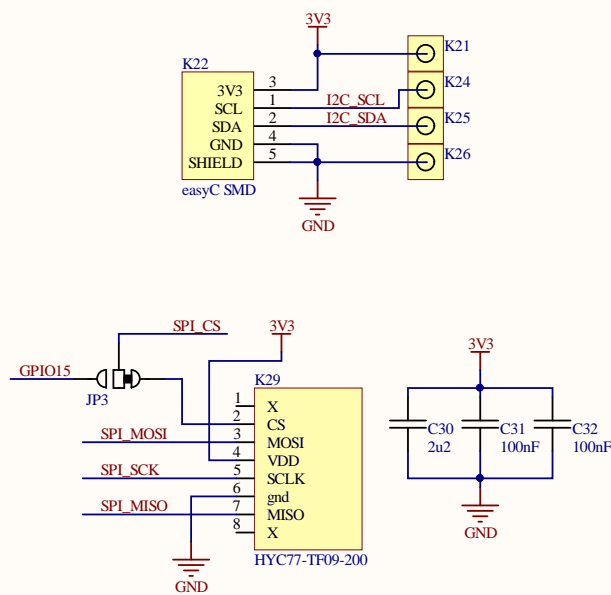 3V3
K22
K21
3V3
3
SCL
1
I2C_SCL
K24
SDA
2
I2C_SDA
K25
GND
4
SHIELD
5
K26
easyC SMD
GND
SPI_CS
3V3
GPIO15
JP3
K29
3V3
1
X
2
CS
SPI_MOSI
3
MOSI
4
VDD
SPI_SCK
5
SCLK
6
gnd
SPI_MISO
7
MISO
8
X
HYC77-TF09-200
GND
C30
2u2
C31
100nF
C32
100nF
GND